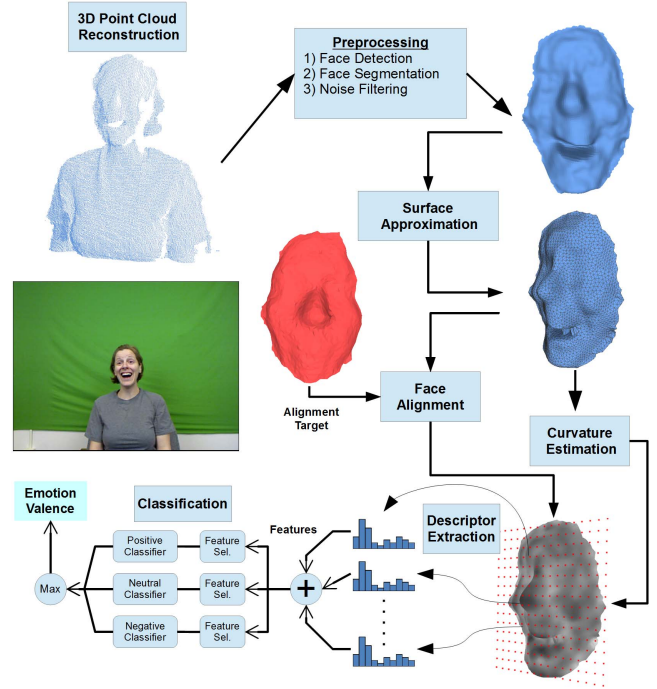 3D Point Cloud
Reconstruction
Preprocessing
1) Face Detection
2) Face Segmentation
3) Noise Filtering
Surface
Approximation
Face
Alignment
Alignment
Target
Curvature
Estimation
Emotion
Valence
Classification
Features
Descriptor
Extraction
Positive
Classifier
Feature
Sel.
Max
Neutral
Classifier
Feature
Sel.
+
Negative
Classifier
Feature
Sel.